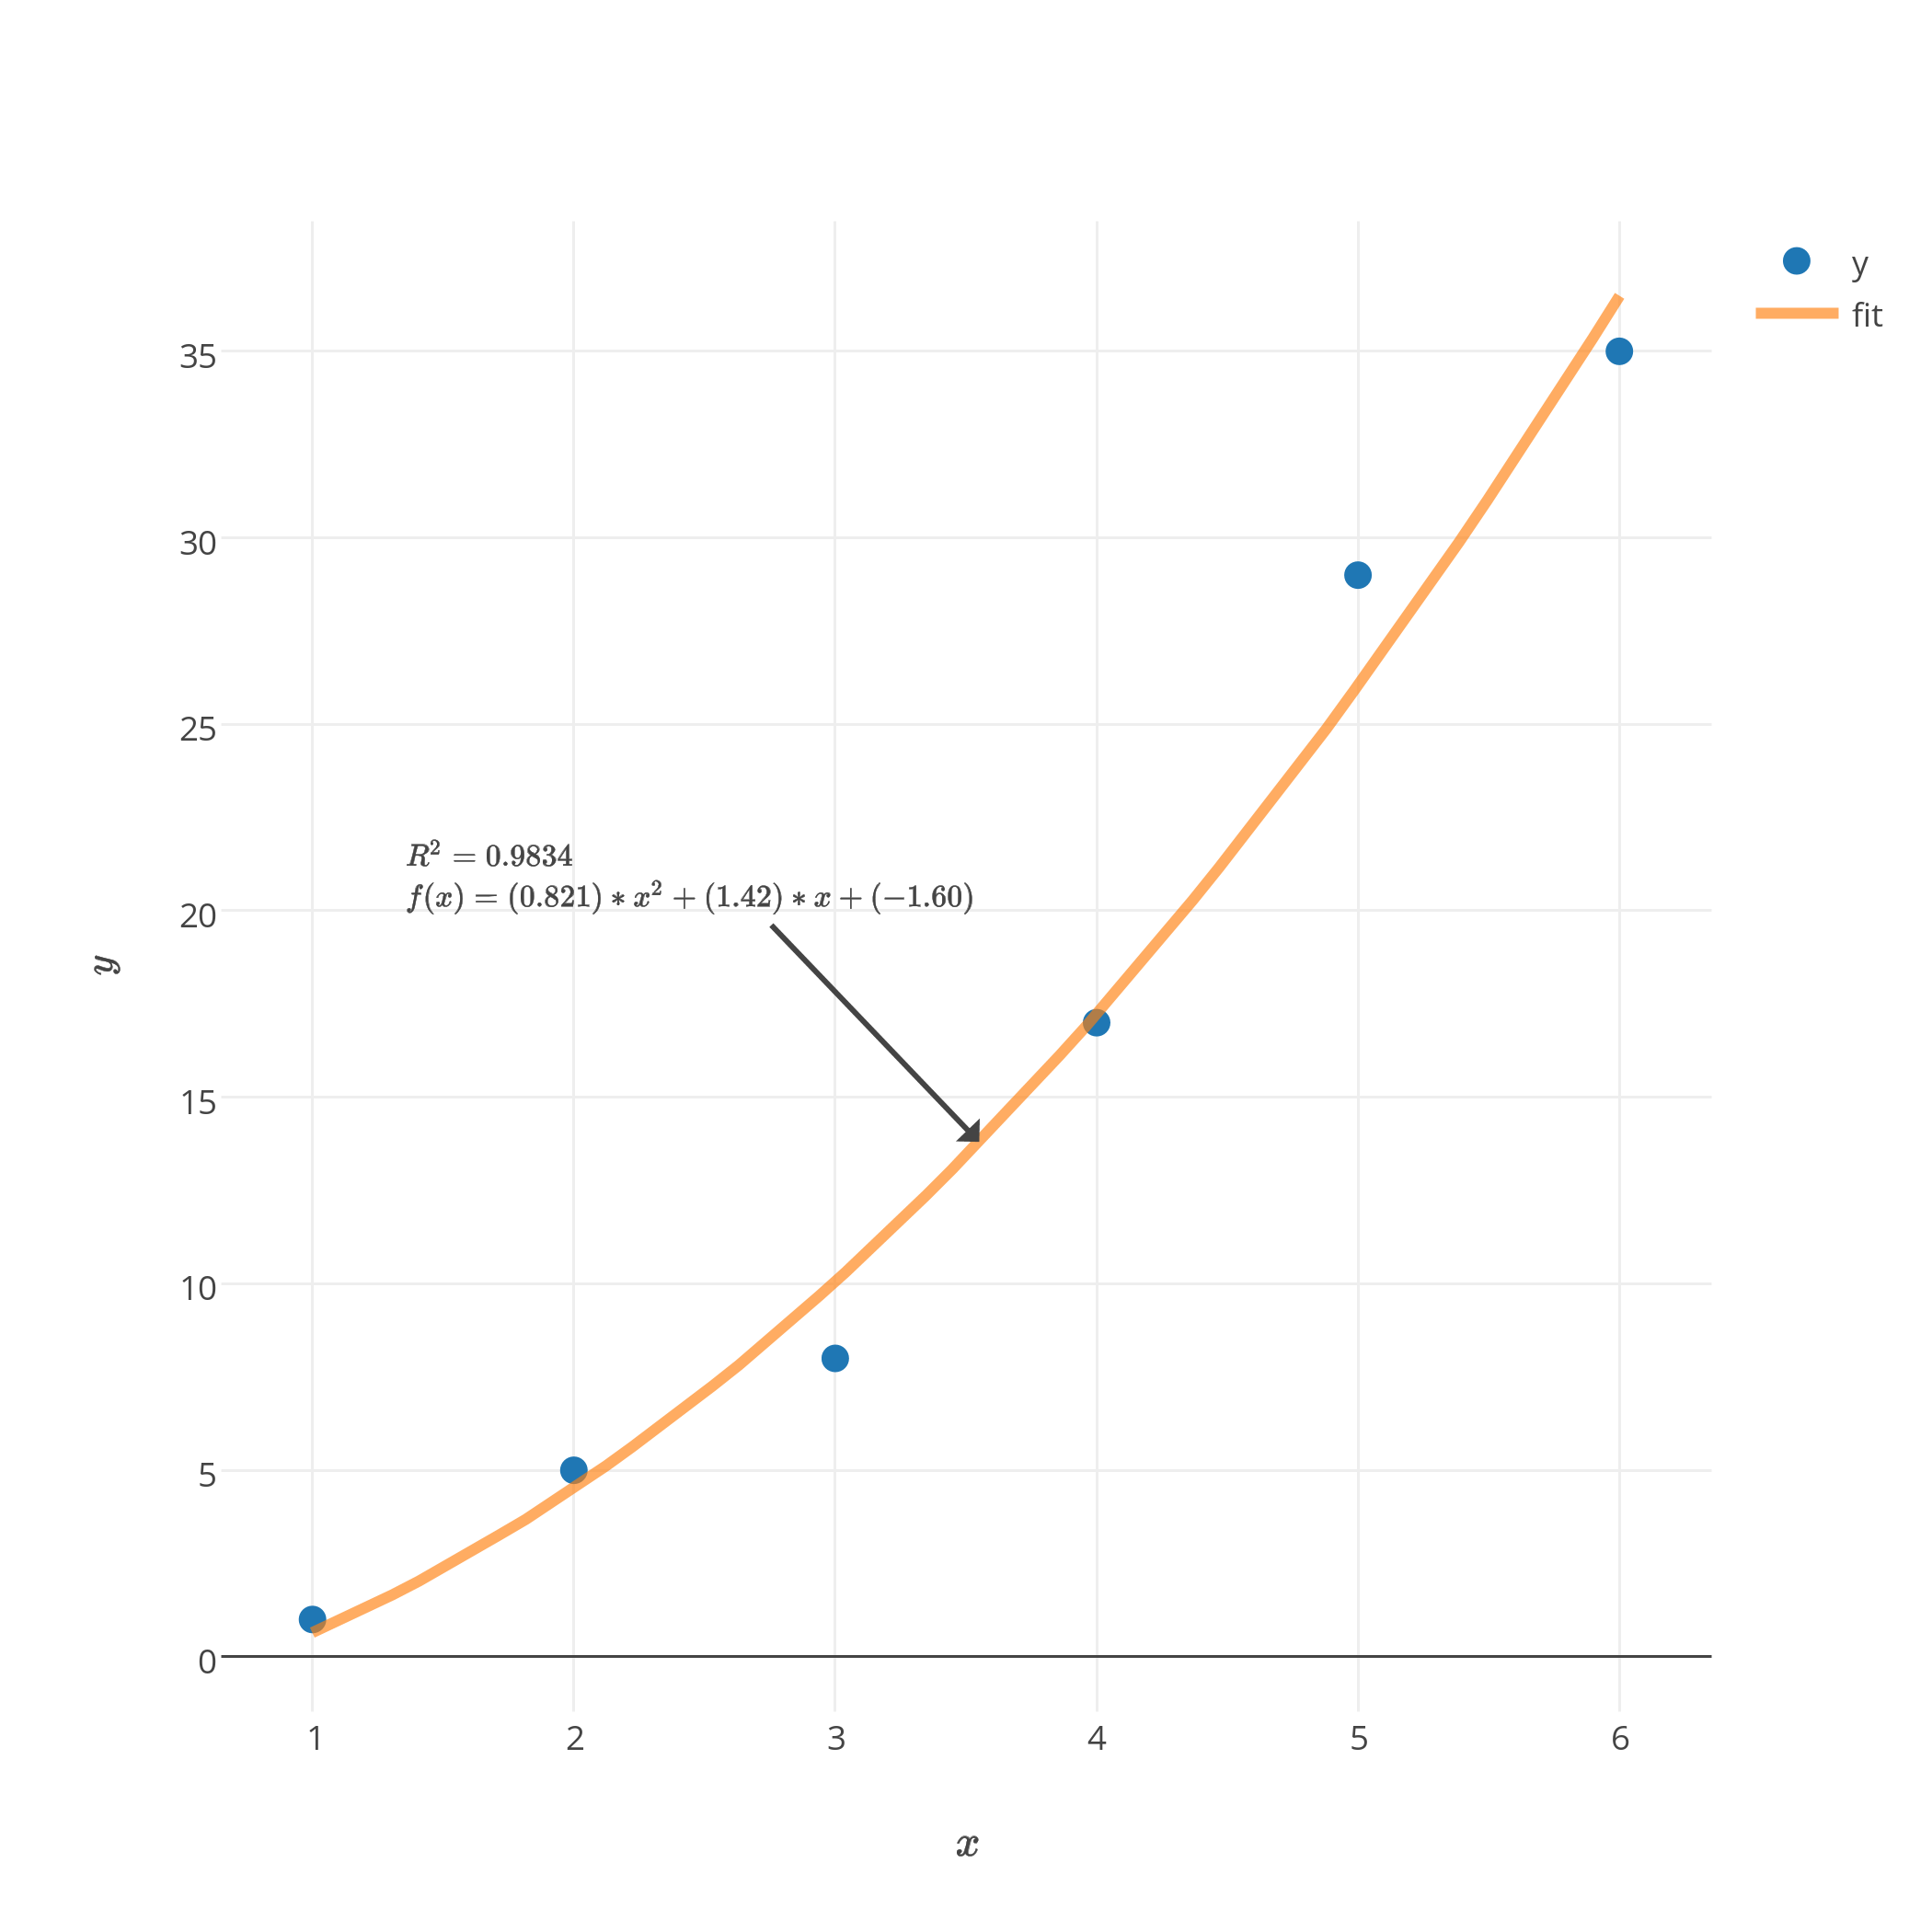 y
fit
35
30
25
R² = 0.9834
f(x) = (0.821) * x² + (1.42) * x + (−1.60)
20
y
15
10
5
0
1 2 3 4 5 6
x